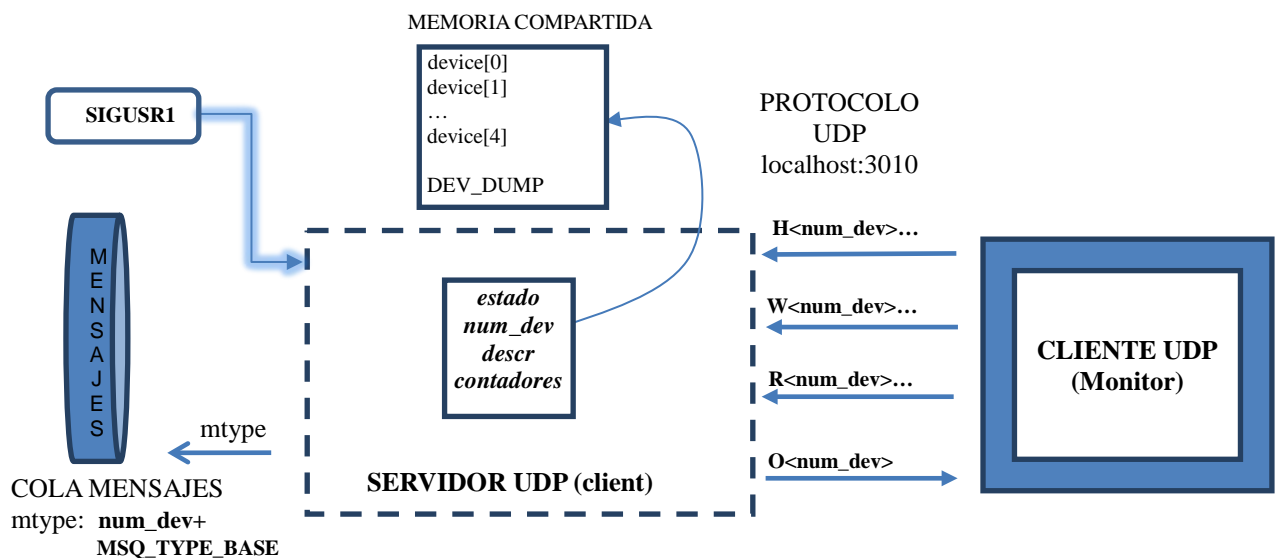 MEMORIA COMPARTIDA
device[0]
device[1]
…
device[4]
DEV_DUMP
SIGUSR1
PROTOCOLO
UDP
localhost:3010
MENSAJES
H<num_dev>…
W<num_dev>…
R<num_dev>…
O<num_dev>
estado
num_dev
descr
contadores
CLIENTE UDP
(Monitor)
mtype
SERVIDOR UDP (client)
COLA MENSAJES
mtype: num_dev+
MSQ_TYPE_BASE